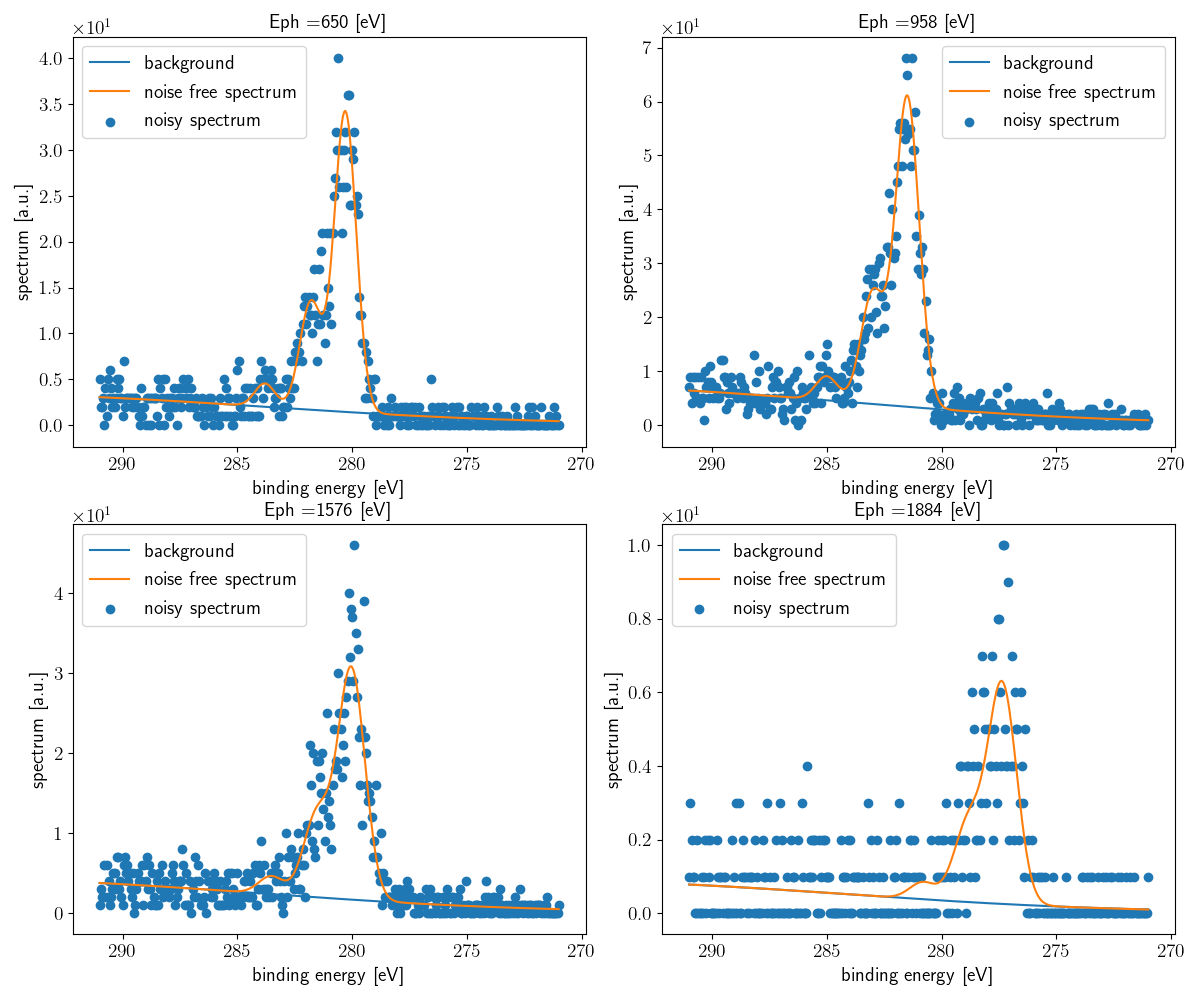 Eph =650 [eV]
×10¹
4.0
3.5
3.0
2.5
2.0
1.5
1.0
0.5
0.0
spectrum [a.u.]
background
noise free spectrum
noisy spectrum
290 285 280 275 270
binding energy [eV]
Eph =958 [eV]
×10¹
7
6
5
4
3
2
1
0
spectrum [a.u.]
background
noise free spectrum
noisy spectrum
290 285 280 275 270
binding energy [eV]
Eph =1576 [eV]
×10¹
4
3
2
1
0
spectrum [a.u.]
background
noise free spectrum
noisy spectrum
290 285 280 275 270
binding energy [eV]
Eph =1884 [eV]
×10¹
1.0
0.8
0.6
0.4
0.2
0.0
spectrum [a.u.]
background
noise free spectrum
noisy spectrum
290 285 280 275 270
binding energy [eV]